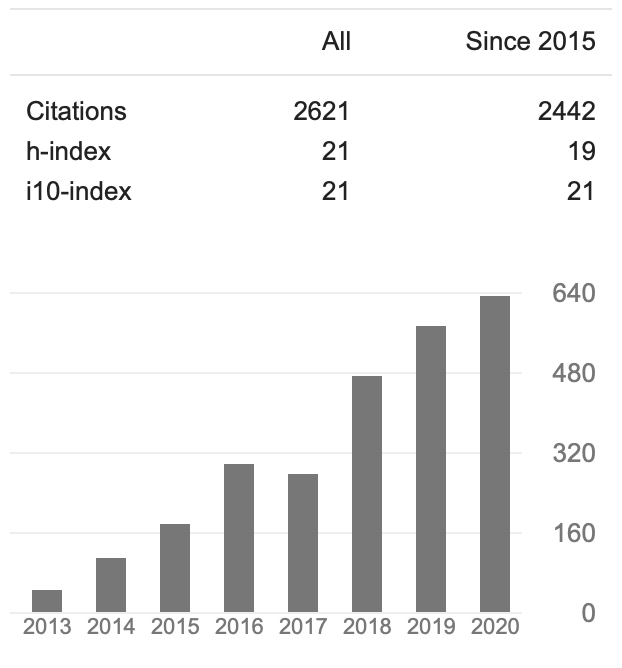 All Since 2015
Citations 2621 2442
h-index 21 19
i10-index 21 21
640
480
320
160
0
2013 2014 2015 2016 2017 2018 2019 2020